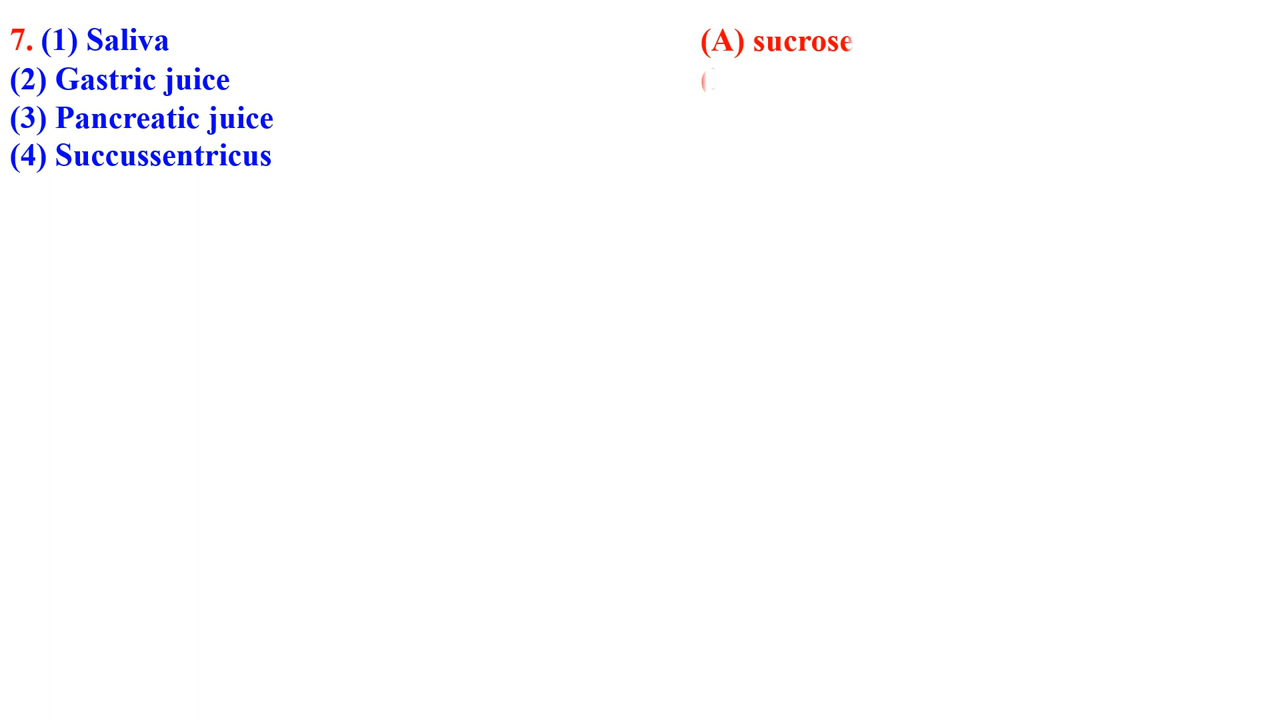 7. (1) Saliva (A) sucrose
(2) Gastric juice
(3) Pancreatic juice
(4) Succussentricus